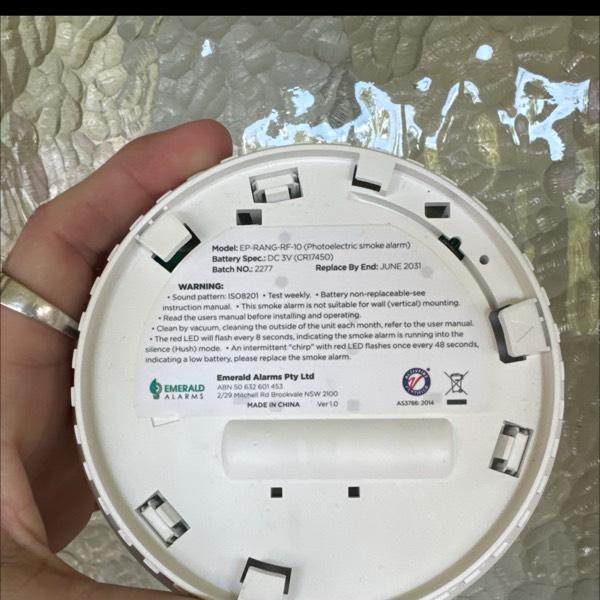 Model: EP-RANG-RF-10 (Photoelectric smoke alarm)
Battery Spec.: DC 3V (CR17450)
Batch NO.: 2277 Replace By End: JUNE 2031
WARNING:
• Sound pattern: ISO8201 • Test weekly. • Battery non-replaceable-see
instruction manual. • This smoke alarm is not suitable for wall (vertical) mounting.
• Read the users manual before installing and operating.
• Clean by vacuum, cleaning the outside of the unit each month, refer to the user manual.
• The red LED will flash every 8 seconds, indicating the smoke alarm is running into the
silence (Hush) mode. • An intermittent "chirp" with red LED flashes once every 48 seconds,
indicating a low battery, please replace the smoke alarm.
EMERALD
ALARMS
Emerald Alarms Pty Ltd
ABN 50 632 601 453
2/29 Mitchell Rd Brookvale NSW 2100
MADE IN CHINA Ver1.0
AS3786: 2014